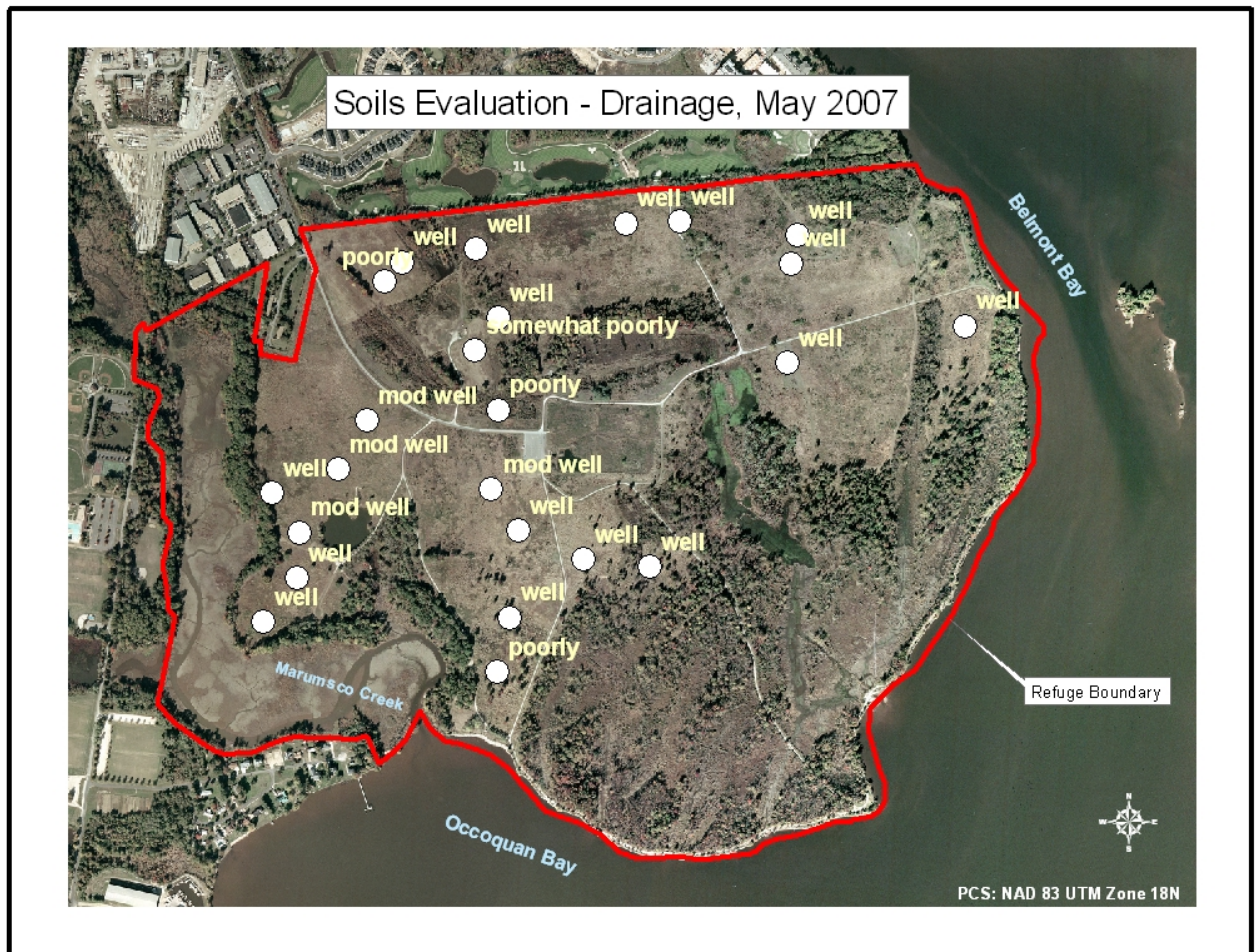 Soils Evaluation - Drainage, May 2007
well
well
well
well
well
well
well
poorly
well
well
somewhat poorly
well
poorly
mod well
mod well
well
mod well
mod well
well
well
well
well
well
well
poorly
Belmont Bay
Marumsco Creek
Refuge Boundary
Occoquan Bay
N
W
E
S
PCS: NAD 83 UTM Zone 18N